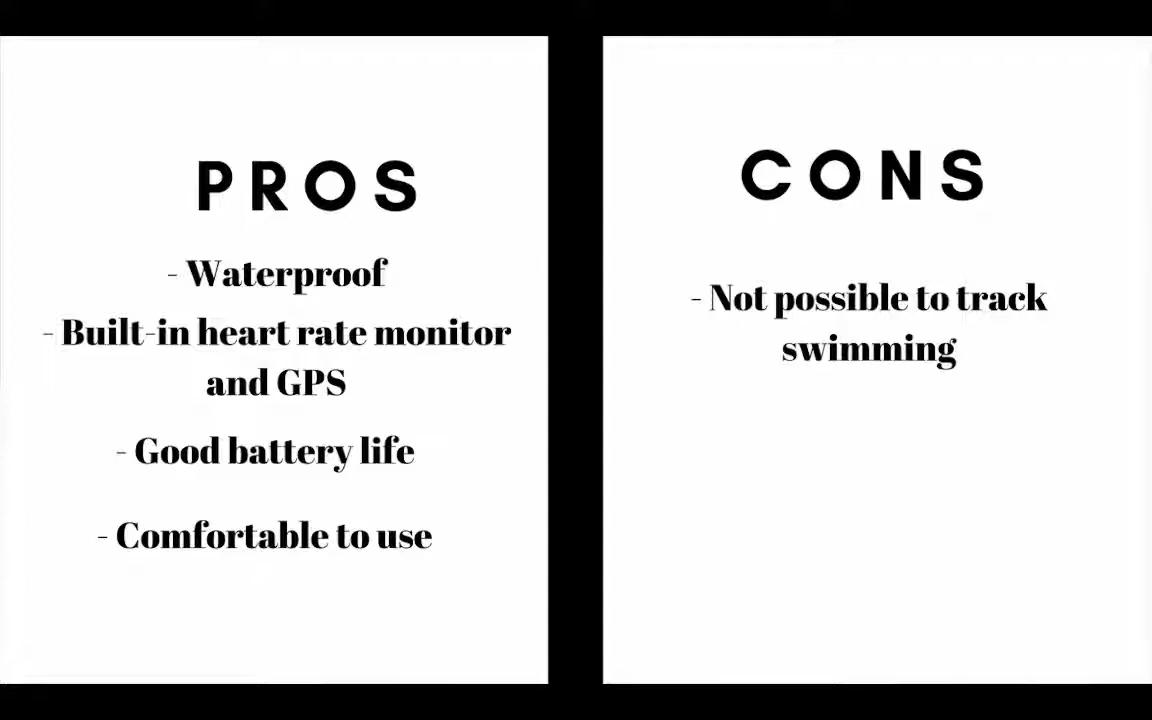 PROS
- Waterproof
- Built-in heart rate monitor
and GPS
- Good battery life
- Comfortable to use
CONS
- Not possible to track
swimming